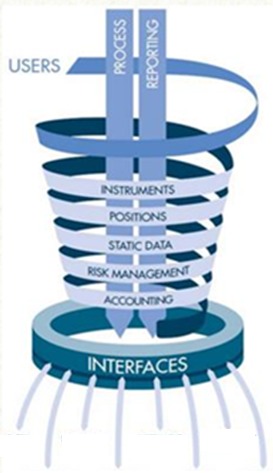 USERS
PROCESS
REPORTING
INSTRUMENTS
POSITIONS
STATIC DATA
RISK MANAGEMENT
ACCOUNTING
INTERFACES